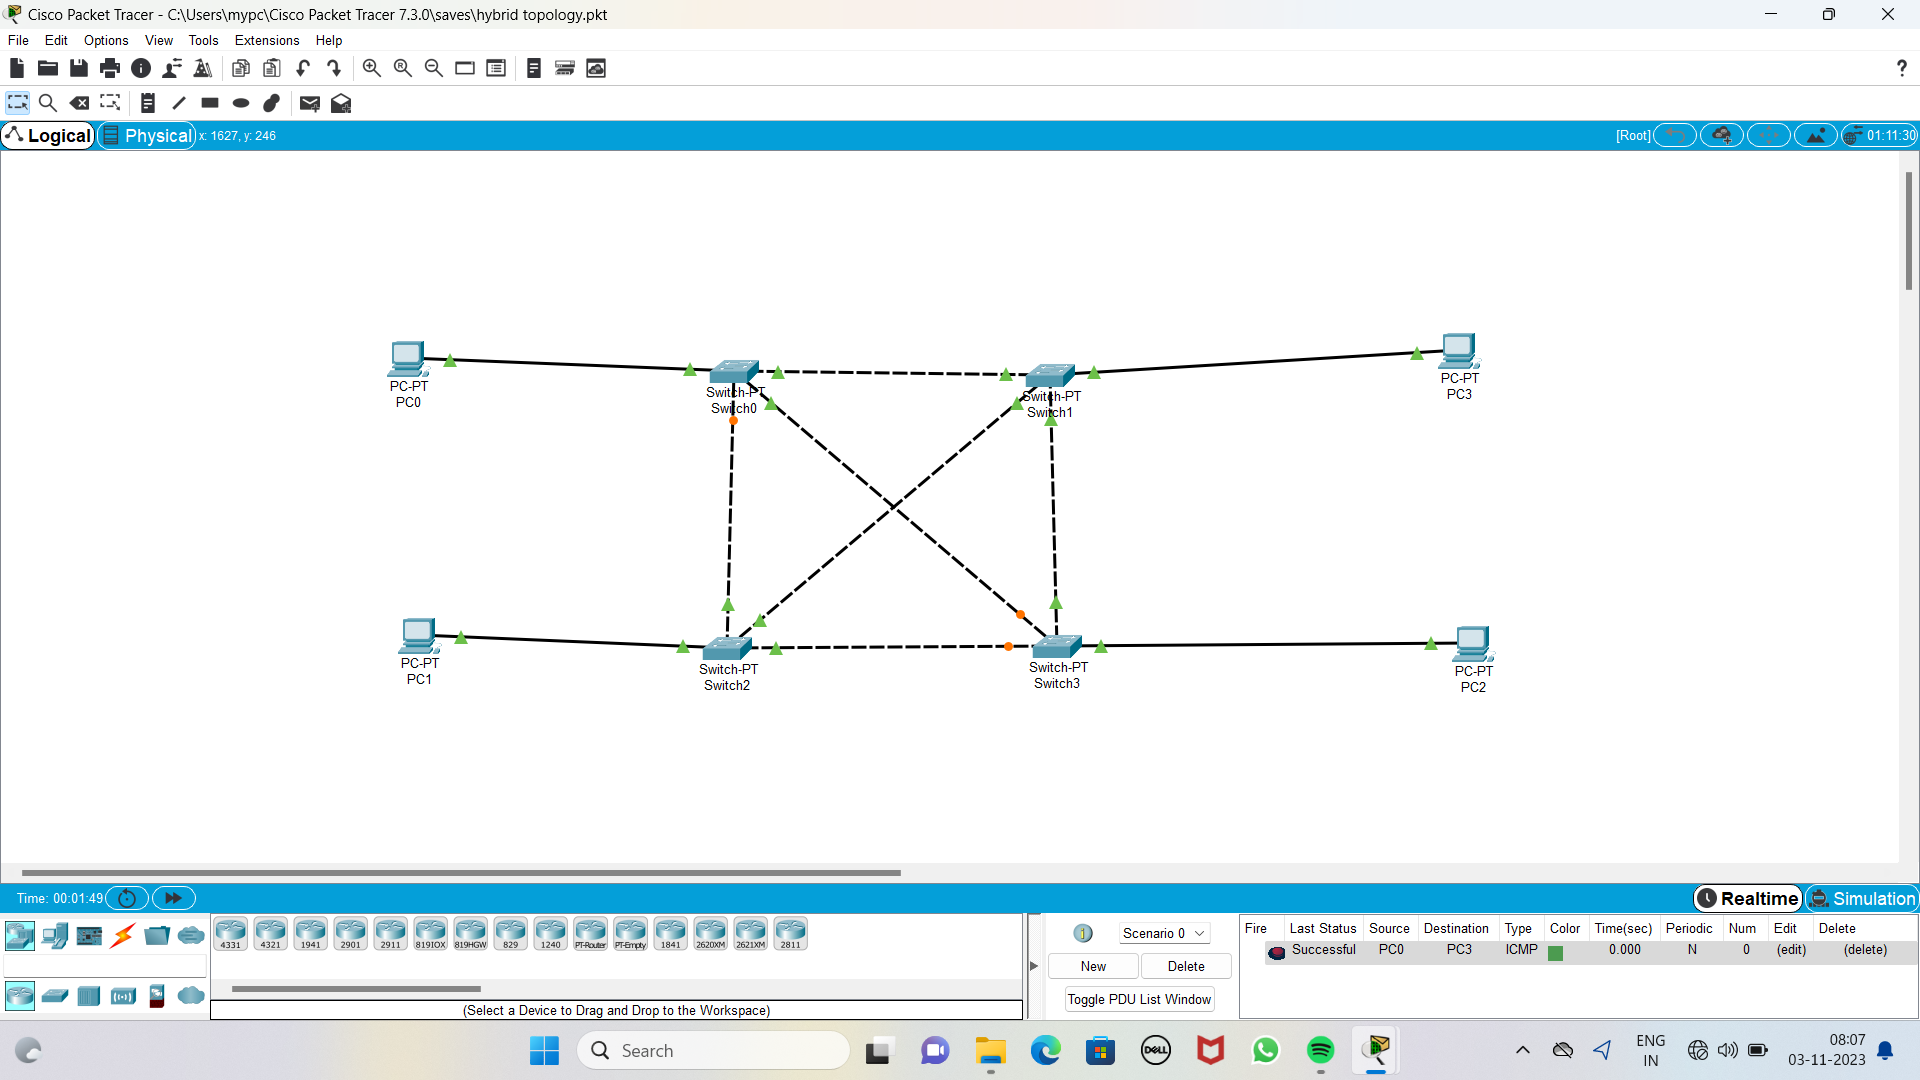 Cisco Packet Tracer - C:\Users\mypc\Cisco Packet Tracer 7.3.0\saves\hybrid topology.pkt
File Edit Options View Tools Extensions Help
?
Logical Physical x: 1627, y: 246 [Root] 01:11:30
PC-PT
PC0
Switch-PT
Switch0
Switch-PT
Switch1
PC-PT
PC3
PC-PT
PC1
Switch-PT
Switch2
Switch-PT
Switch3
PC-PT
PC2
Time: 00:01:49 Realtime Simulation
4331 4321 1941 2901 2911 819IOX 819HGW 829 1240 PT-Router PT-Empty 1841 2620XM 2621XM 2811
(Select a Device to Drag and Drop to the Workspace)
Scenario 0
New Delete
Toggle PDU List Window
Fire Last Status Source Destination Type Color Time(sec) Periodic Num Edit Delete
Successful PC0 PC3 ICMP 0.000 N 0 (edit) (delete)
Search
DELL
ENG
IN
08:07
03-11-2023